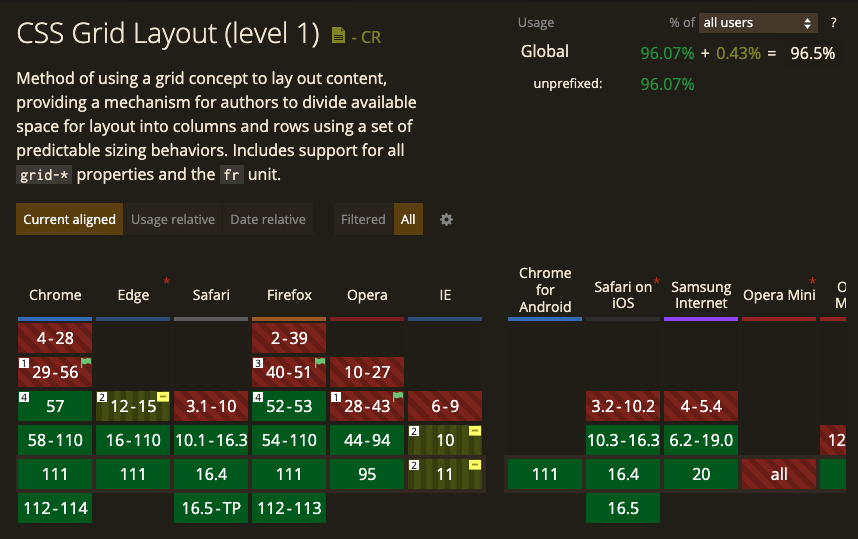 CSS Grid Layout (level 1) - CR
Usage % of all users ?
Global 96.07% + 0.43% = 96.5%
unprefixed: 96.07%
Method of using a grid concept to lay out content,
providing a mechanism for authors to divide available
space for layout into columns and rows using a set of
predictable sizing behaviors. Includes support for all
grid-* properties and the fr unit.
Current aligned Usage relative Date relative Filtered All
Chrome Edge * Safari Firefox Opera IE Chrome for Android Safari on iOS * Samsung Internet Opera Mini *
4-28 2-39
1 29-56 3 40-51 10-27
4 57 2 12-15 3.1-10 4 52-53 1 28-43 6-9 3.2-10.2 4-5.4
58-110 16-110 10.1-16.3 54-110 44-94 2 10 10.3-16.3 6.2-19.0 12
111 111 16.4 111 95 2 11 111 16.4 20 all
112-114 16.5-TP 112-113 16.5